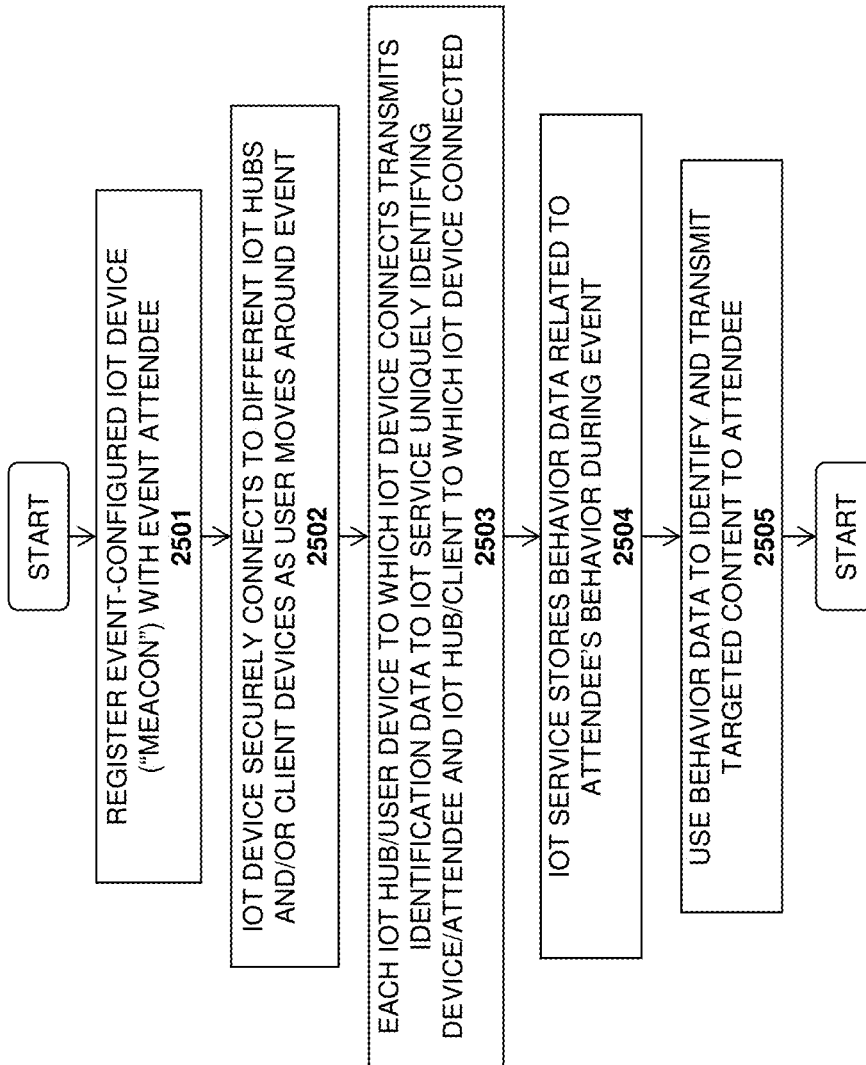 START
REGISTER EVENT-CONFIGURED IOT DEVICE
("MEACON") WITH EVENT ATTENDEE
2501
IOT DEVICE SECURELY CONNECTS TO DIFFERENT IOT HUBS
AND/OR CLIENT DEVICES AS USER MOVES AROUND EVENT
2502
EACH IOT HUB/USER DEVICE TO WHICH IOT DEVICE CONNECTS TRANSMITS
IDENTIFICATION DATA TO IOT SERVICE UNIQUELY IDENTIFYING
DEVICE/ATTENDEE AND IOT HUB/CLIENT TO WHICH IOT DEVICE CONNECTED
2503
IOT SERVICE STORES BEHAVIOR DATA RELATED TO
ATTENDEE'S BEHAVIOR DURING EVENT
2504
USE BEHAVIOR DATA TO IDENTIFY AND TRANSMIT
TARGETED CONTENT TO ATTENDEE
2505
START